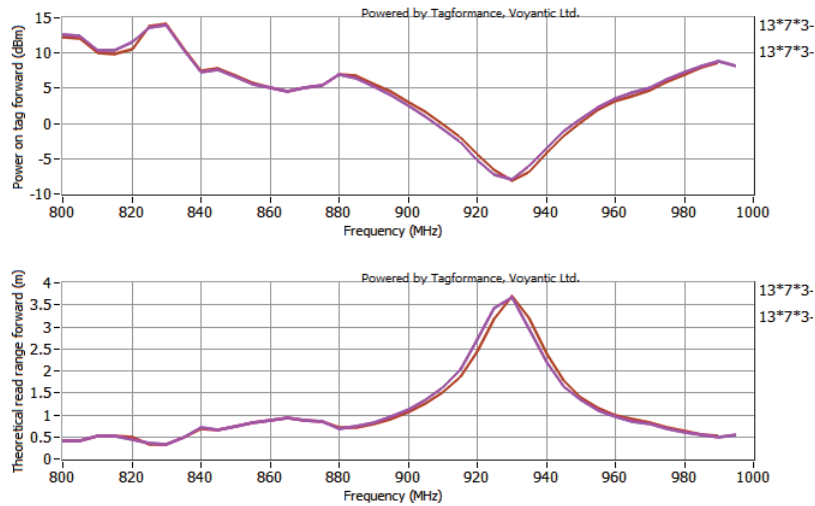 Powered by Tagformance, Voyantic Ltd.
Power on tag forward (dBm)
15
10
5
0
-5
-10
800 820 840 860 880 900 920 940 960 980 1000
Frequency (MHz)
13*7*3-
13*7*3-
Powered by Tagformance, Voyantic Ltd.
Theoretical read range forward (m)
4
3.5
3
2.5
2
1.5
1
0.5
0
800 820 840 860 880 900 920 940 960 980 1000
Frequency (MHz)
13*7*3-
13*7*3-